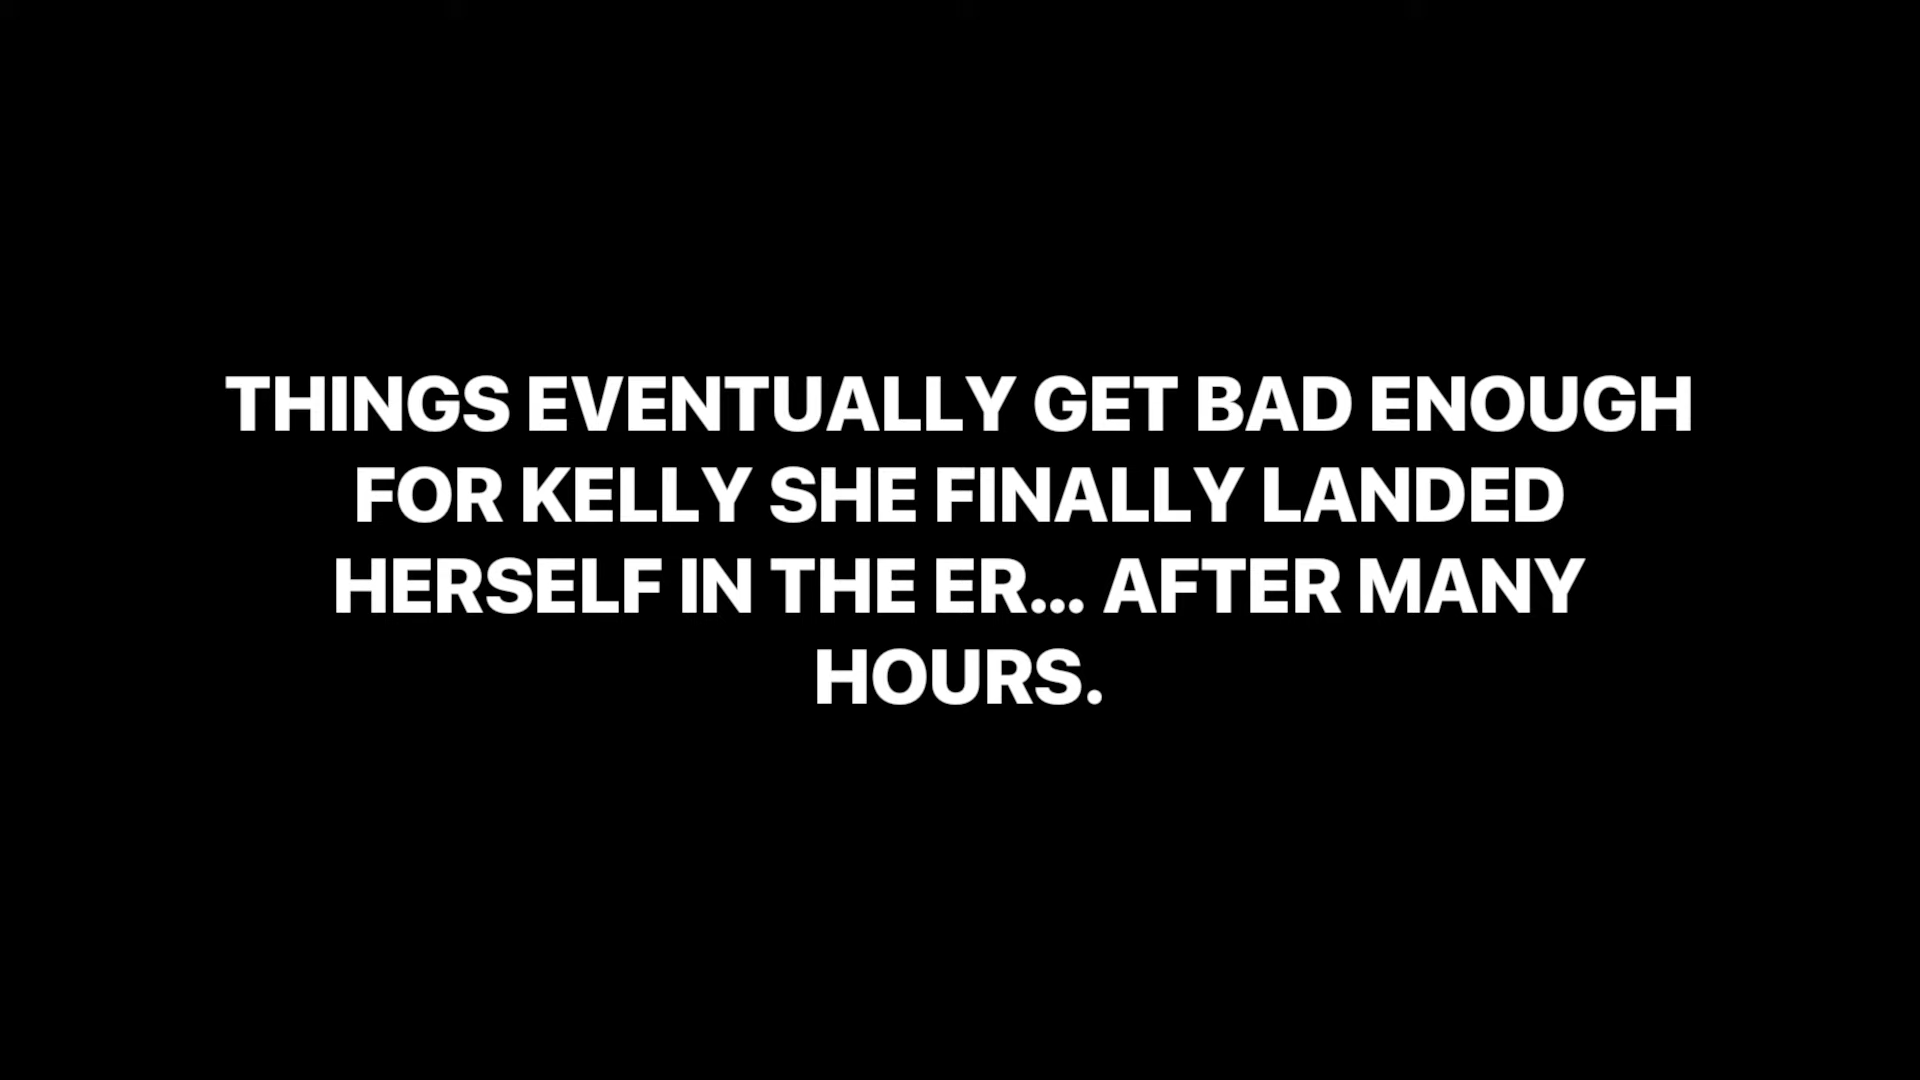 THINGS EVENTUALLY GET BAD ENOUGH
FOR KELLY SHE FINALLY LANDED
HERSELF IN THE ER... AFTER MANY
HOURS.